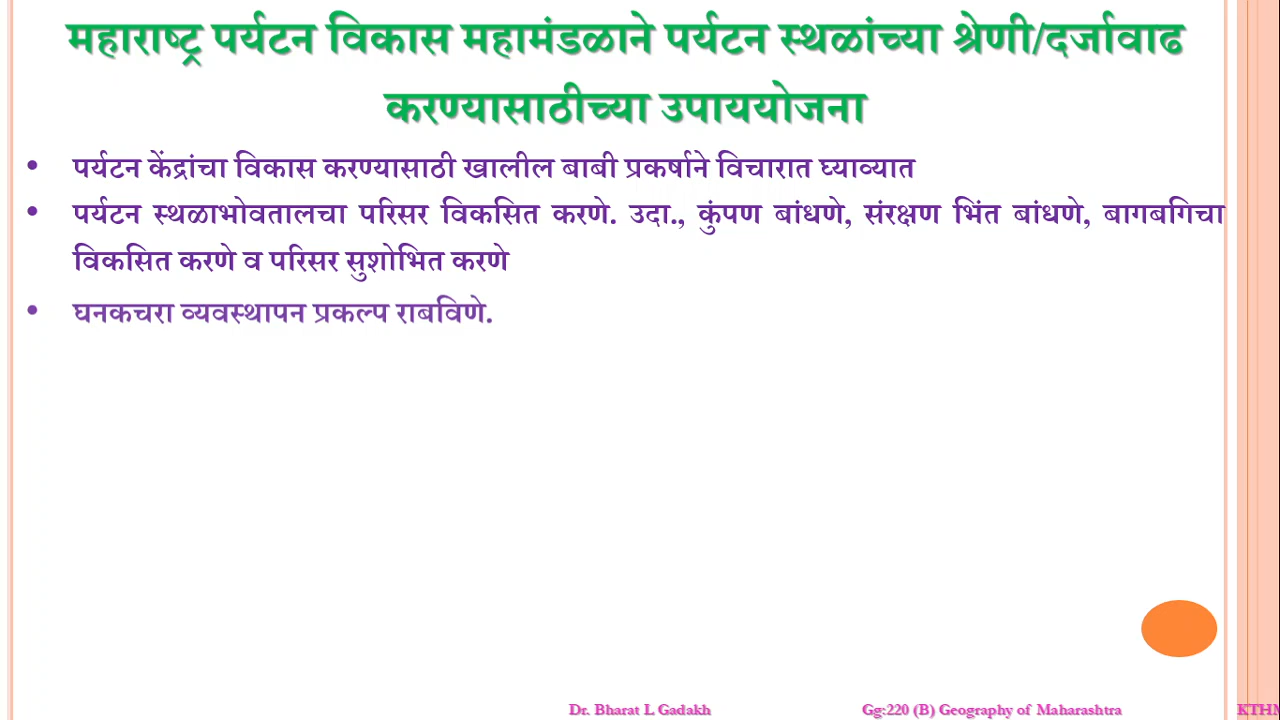 महाराष्ट्र पर्यटन विकास महामंडळाने पर्यटन स्थळांच्या श्रेणी/दर्जावाढ
करण्यासाठीच्या उपाययोजना
• पर्यटन केंद्रांचा विकास करण्यासाठी खालील बाबी प्रकर्षाने विचारात घ्याव्यात
• पर्यटन स्थळाभोवतालचा परिसर विकसित करणे. उदा., कुंपण बांधणे, संरक्षण भिंत बांधणे, बागबगिचा
विकसित करणे व परिसर सुशोभित करणे
• घनकचरा व्यवस्थापन प्रकल्प राबविणे.
Dr. Bharat L Gadakh Gg:220 (B) Geography of Maharashtra